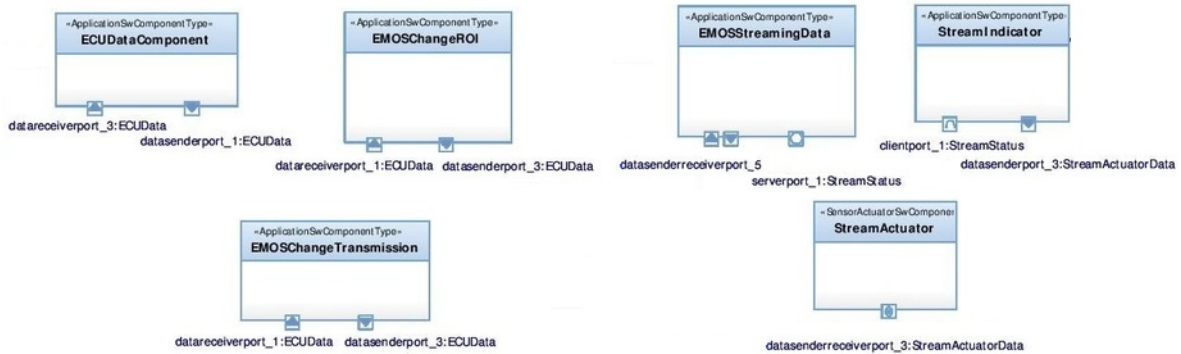 «ApplicationSwComponentType»
ECUDataComponent
datareceiverport_3:ECUData
datasenderport_1:ECUData
«ApplicationSwComponentType»
EMOSChangeROI
datareceiverport_1:ECUData
datasenderport_3:ECUData
«ApplicationSwComponentType»
EMOSStreamingData
datasenderreceiverport_5
serverport_1:StreamStatus
«ApplicationSwComponentType
StreamIndicator
clientport_1:StreamStatus
datasenderport_3:StreamActuatorData
«ApplicationSwComponentType»
EMOSChangeTransmission
datareceiverport_1:ECUData
datasenderport_3:ECUData
«SensorActuatorSwComponen
StreamActuator
datasenderreceiverport_3:StreamActuatorData